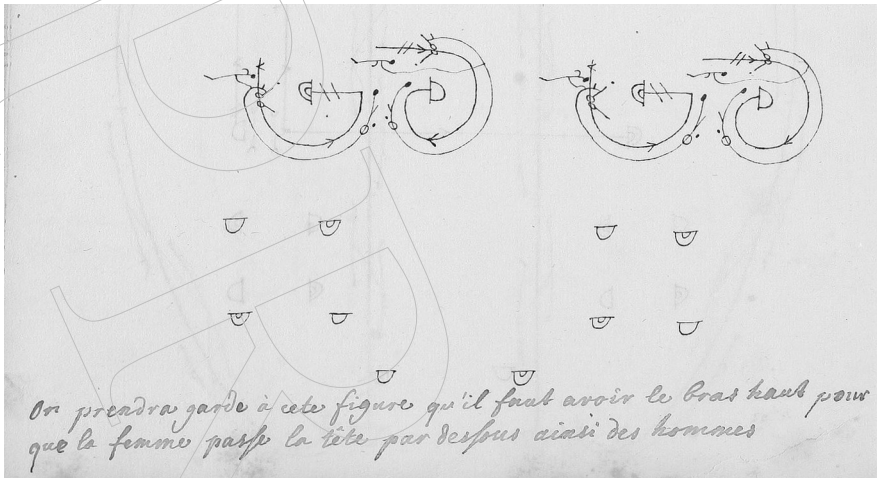 On prendra garde à cete figure qu'il faut avoir le bras haut pour
que la femme passe la tête par dessous ainsi des hommes